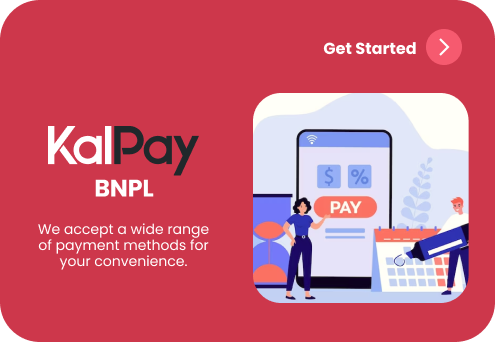 Get Started
KalPay
BNPL
We accept a wide range
of payment methods for
your convenience.
$ %
PAY